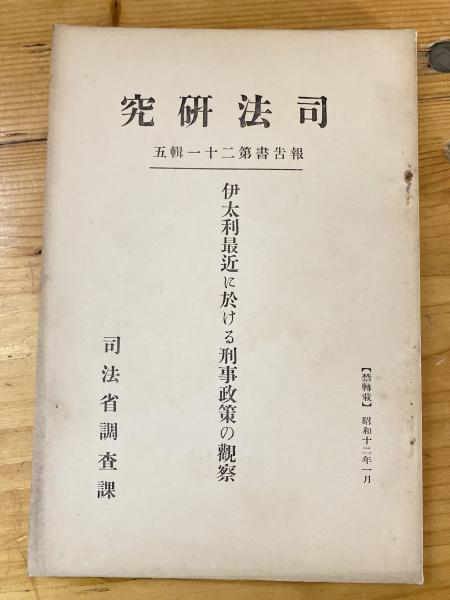 司法研究
報告書第二十一輯五
【禁轉載】 昭和十二年一月
伊太利最近に於ける刑事政策の觀察
司法省調査課